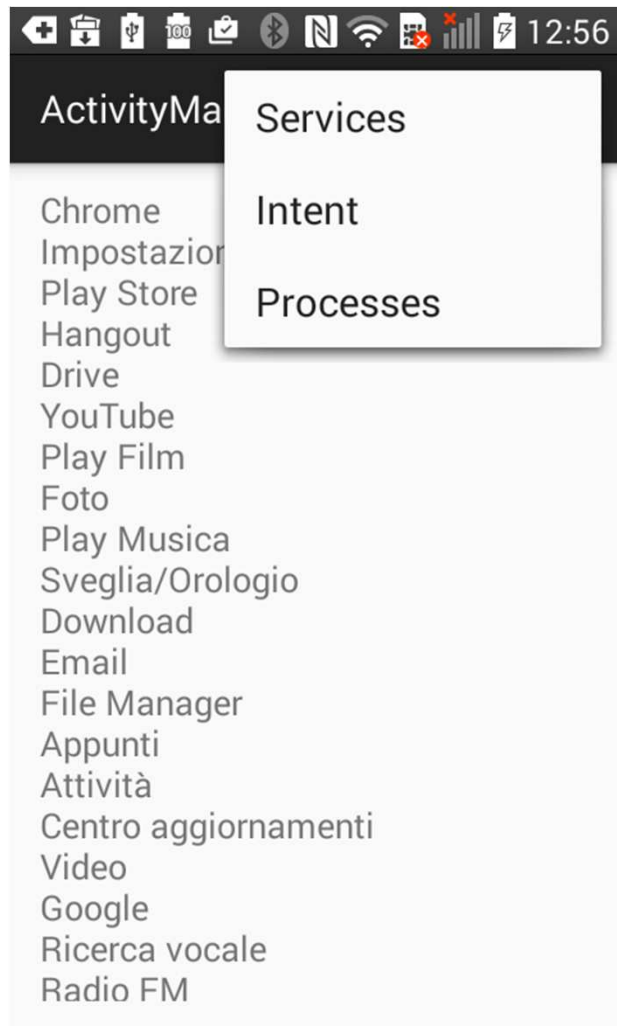 100
12:56
ActivityMa
Services
Intent
Processes
Chrome
Impostazion
Play Store
Hangout
Drive
YouTube
Play Film
Foto
Play Musica
Sveglia/Orologio
Download
Email
File Manager
Appunti
Attività
Centro aggiornamenti
Video
Google
Ricerca vocale
Radio FM